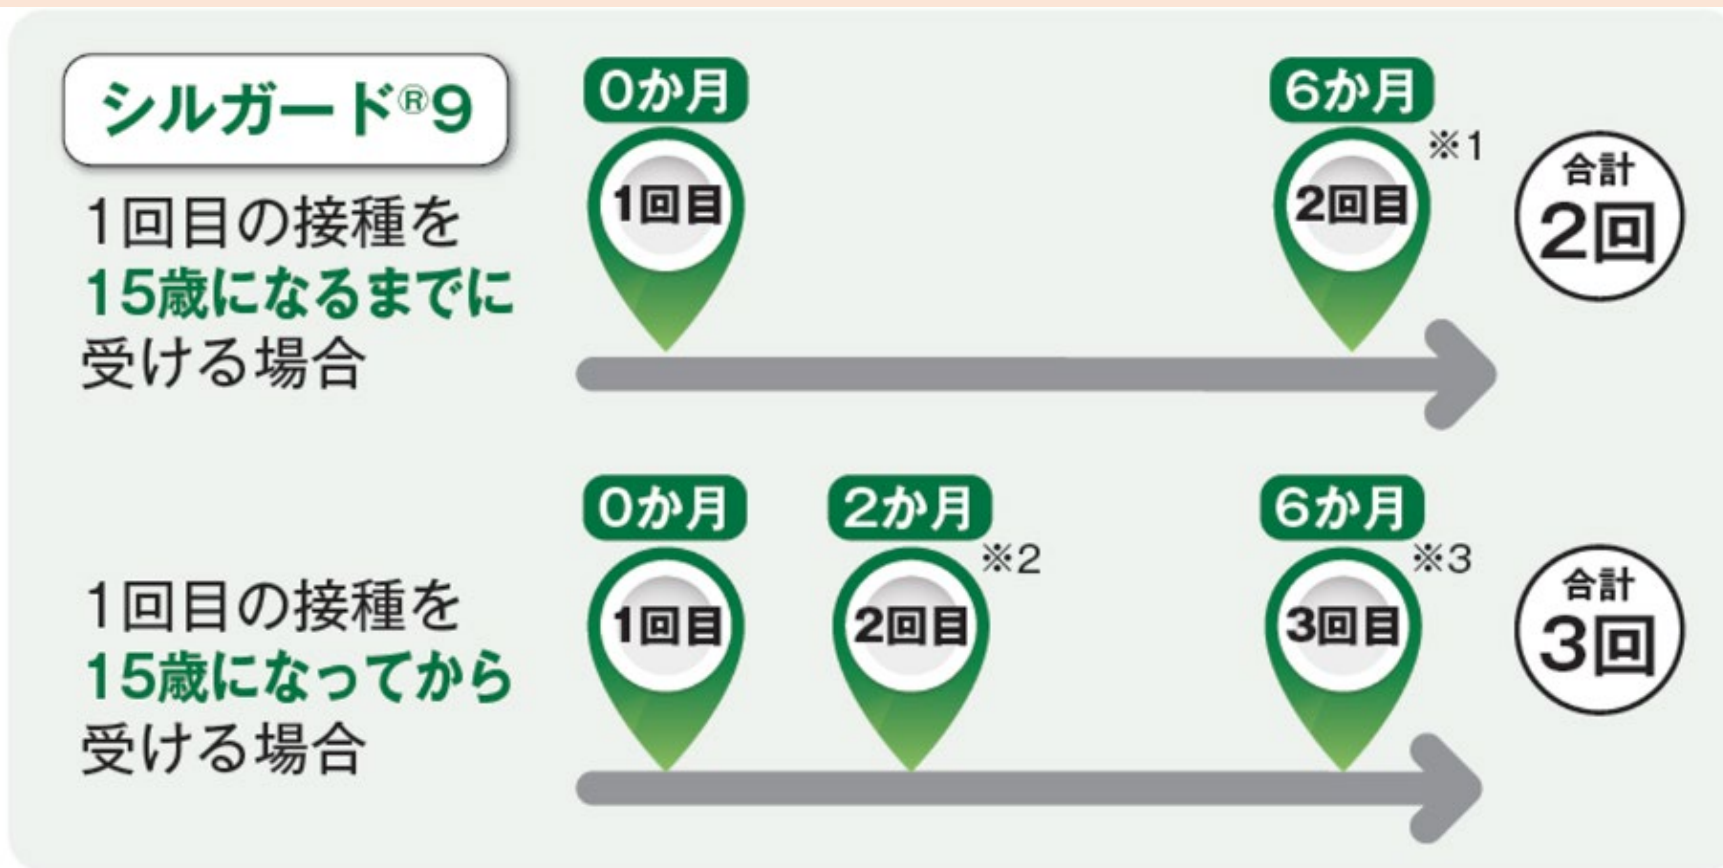 シルガード®9
1回目の接種を
15歳になるまでに
受ける場合
0か月
1回目
6か月
※1
2回目
合計
2回
1回目の接種を
15歳になってから
受ける場合
0か月
1回目
2か月
※2
2回目
6か月
※3
3回目
合計
3回